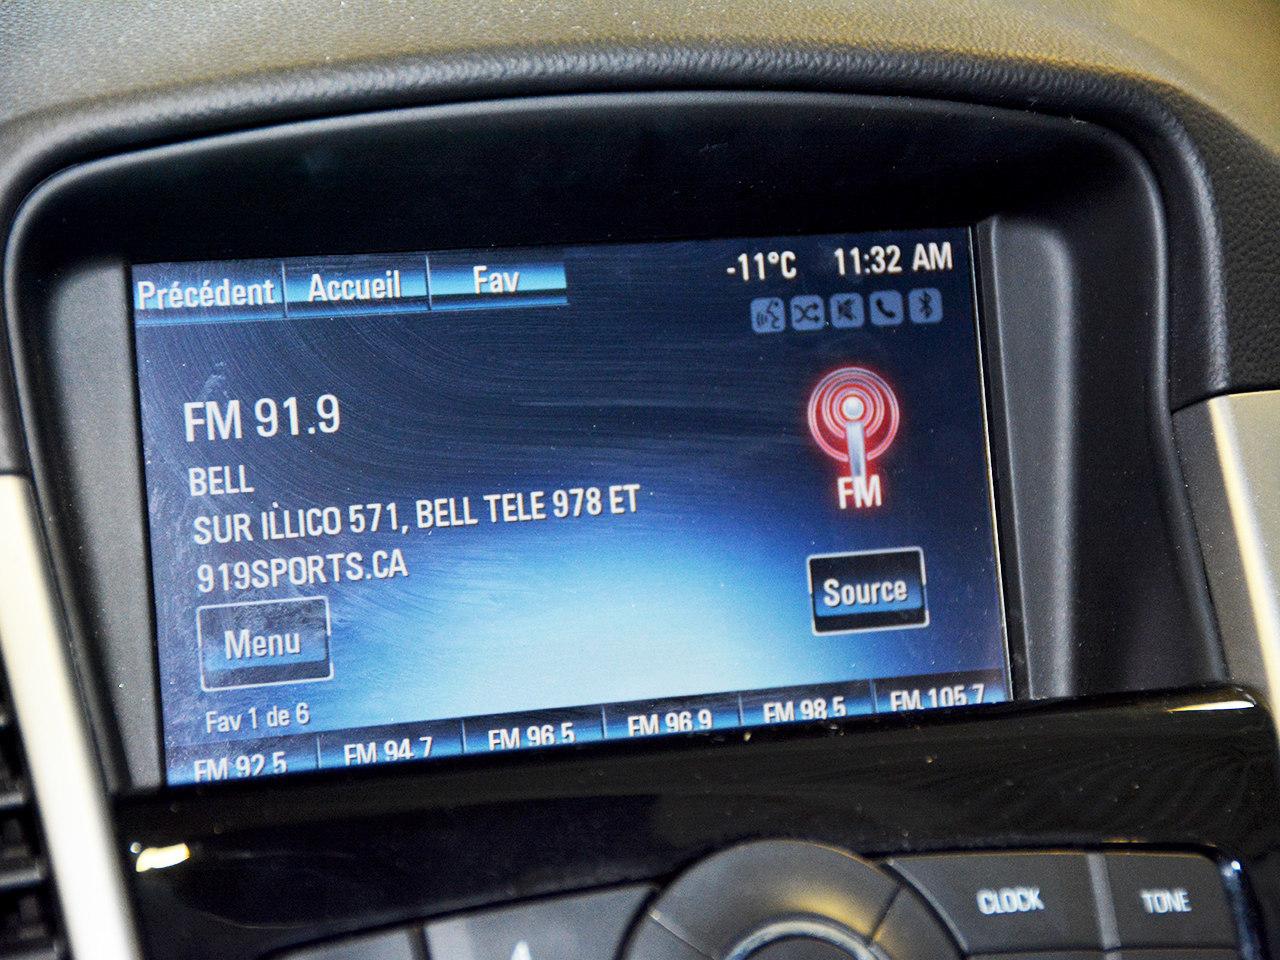 Précédent Accueil Fav -11°C 11:32 AM
FM 91.9
BELL
SUR ILLICO 571, BELL TELE 978 ET
919SPORTS.CA
FM
Menu Source
Fav 1 de 6
FM 92.5 FM 94.7 FM 96.5 FM 96.9 FM 98.5 FM 105.7
CLOCK TONE